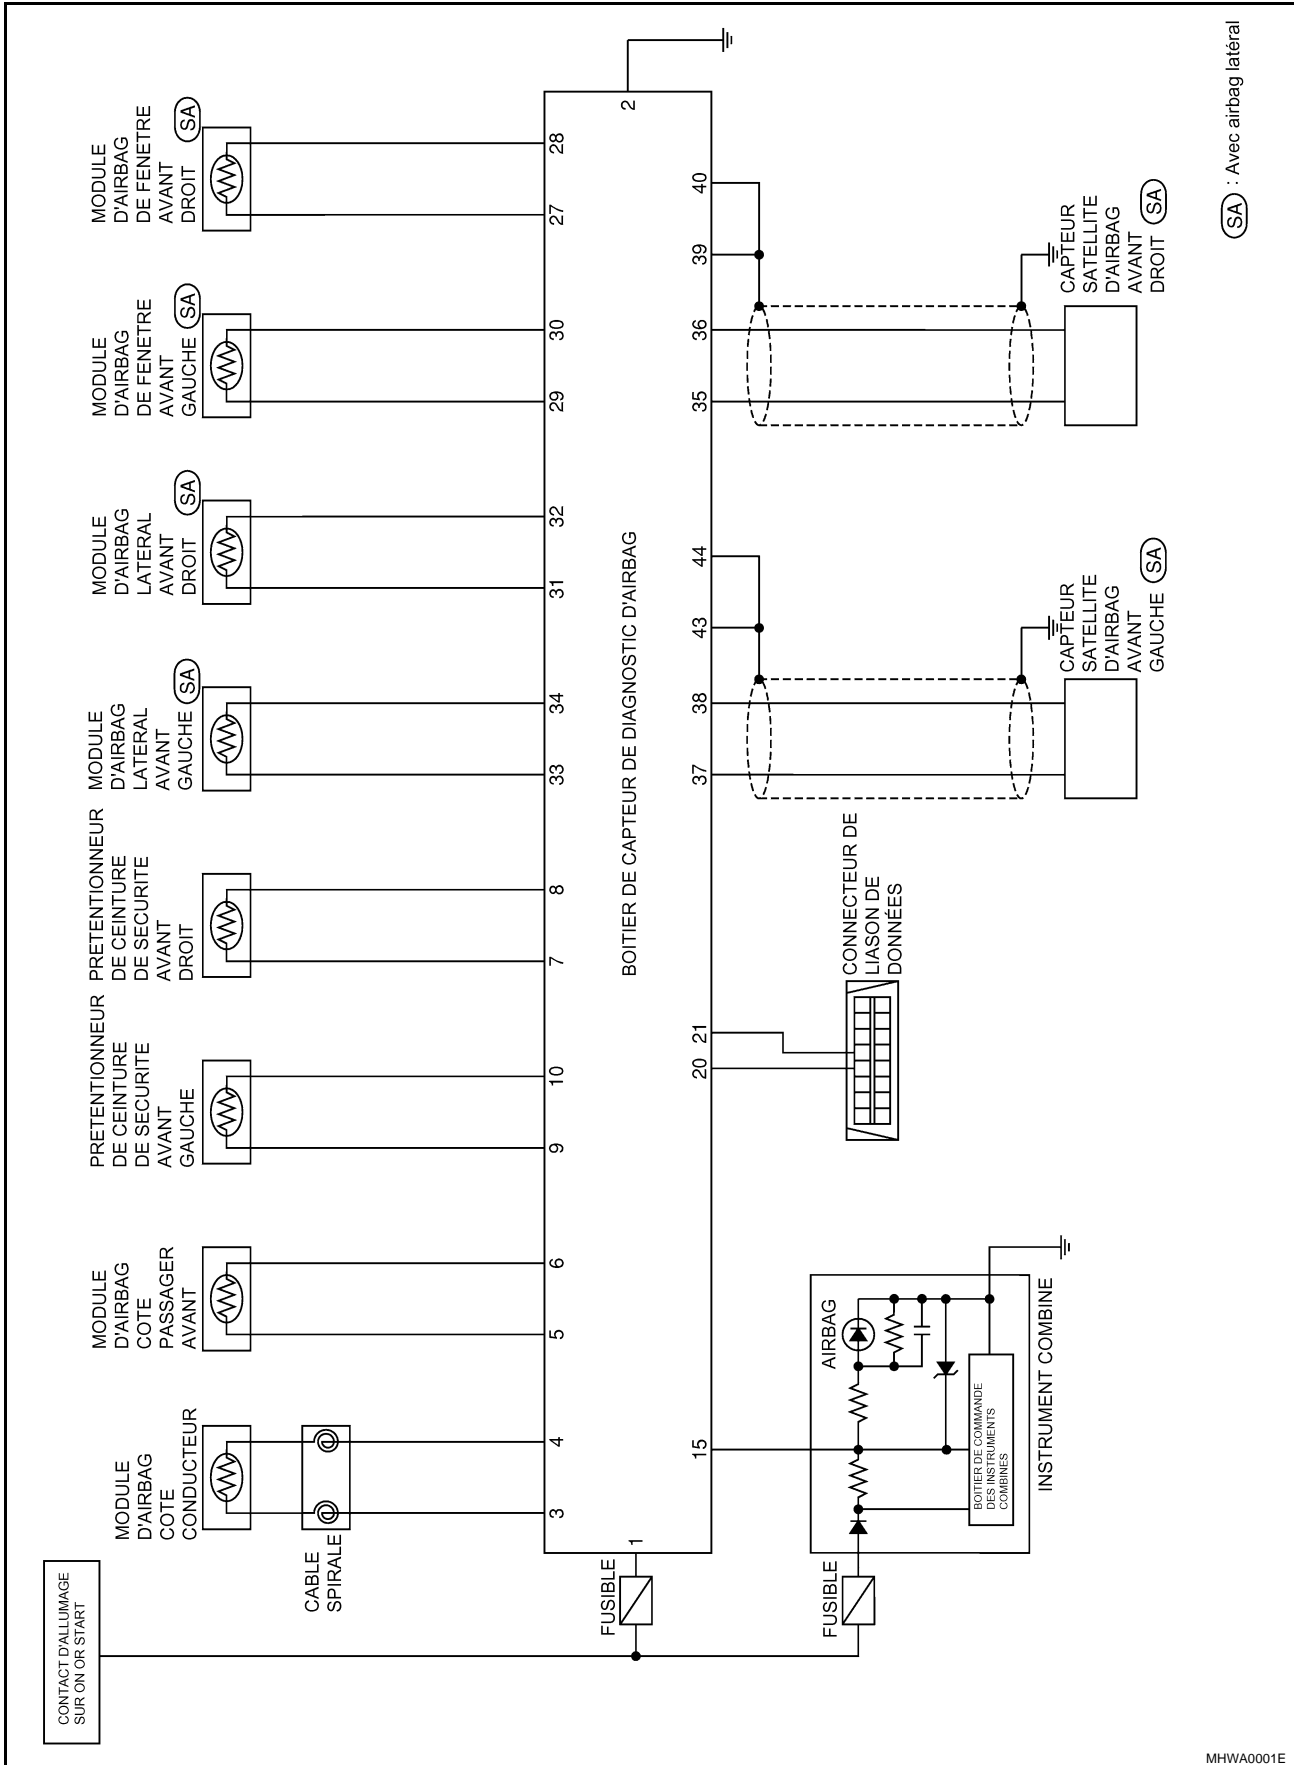 CONTACT D'ALLUMAGE
SUR ON OR START
MODULE
D'AIRBAG
COTE
CONDUCTEUR
CABLE
SPIRALE
MODULE
D'AIRBAG
COTE
PASSAGER
AVANT
PRETENTIONNEUR
DE CEINTURE
DE SECURITE
AVANT
GAUCHE
PRETENTIONNEUR
DE CEINTURE
DE SECURITE
AVANT
DROIT
MODULE
D'AIRBAG
LATERAL
AVANT
GAUCHE
SA
MODULE
D'AIRBAG
LATERAL
AVANT
DROIT
SA
MODULE
D'AIRBAG
DE FENETRE
AVANT
GAUCHE
SA
MODULE
D'AIRBAG
DE FENETRE
AVANT
DROIT
SA
3 4 5 6 9 10 7 8 33 34 31 32 29 30 27 28
FUSIBLE
1
BOITIER DE CAPTEUR DE DIAGNOSTIC D'AIRBAG
2
15 20 21 37 38 43 44 35 36 39 40
FUSIBLE
AIRBAG
BOITIER DE COMMANDE
DES INSTRUMENTS
COMBINES
INSTRUMENT COMBINE
CONNECTEUR DE
LIASON DE
DONNÉES
CAPTEUR
SATELLITE
D'AIRBAG
AVANT
GAUCHE
SA
CAPTEUR
SATELLITE
D'AIRBAG
AVANT
DROIT
SA
SA : Avec airbag latéral
MHWA0001E